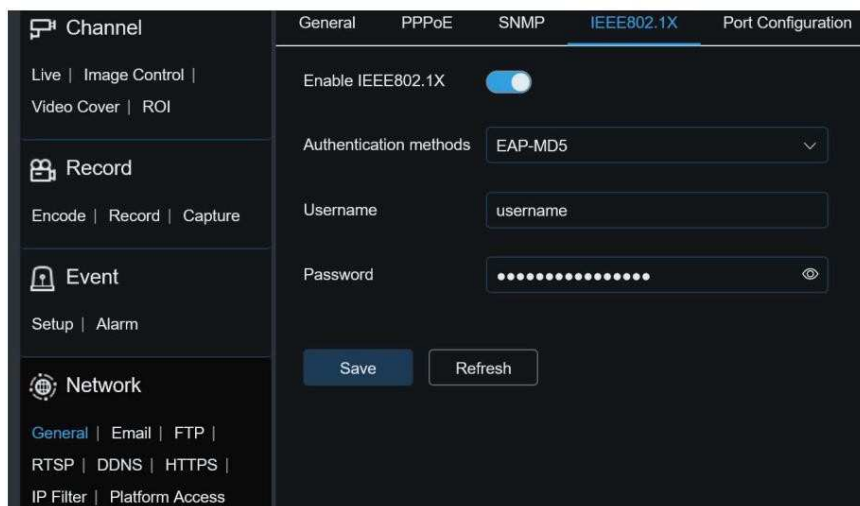 Channel
Live | Image Control |
Video Cover | ROI
Record
Encode | Record | Capture
Event
Setup | Alarm
Network
General | Email | FTP |
RTSP | DDNS | HTTPS |
IP Filter | Platform Access
General PPPoE SNMP IEEE802.1X Port Configuration
Enable IEEE802.1X
Authentication methods EAP-MD5
Username username
Password ●●●●●●●●●●●●●●●●
Save Refresh